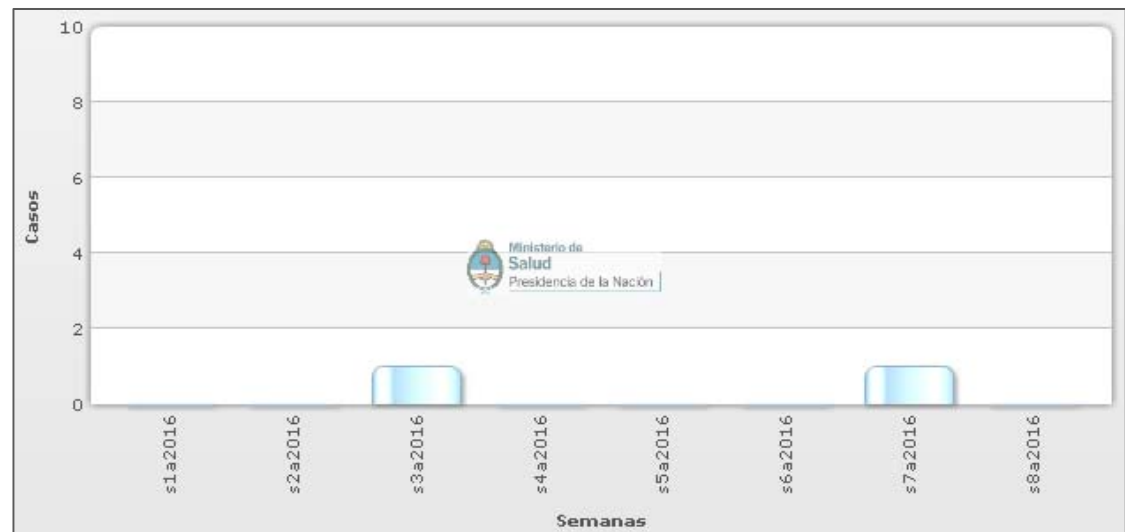 10
8
6
4
2
0
Casos
Ministerio de
Salud
Presidencia de la Nación
s1a2016
s2a2016
s3a2016
s4a2016
s5a2016
s6a2016
s7a2016
s8a2016
Semanas